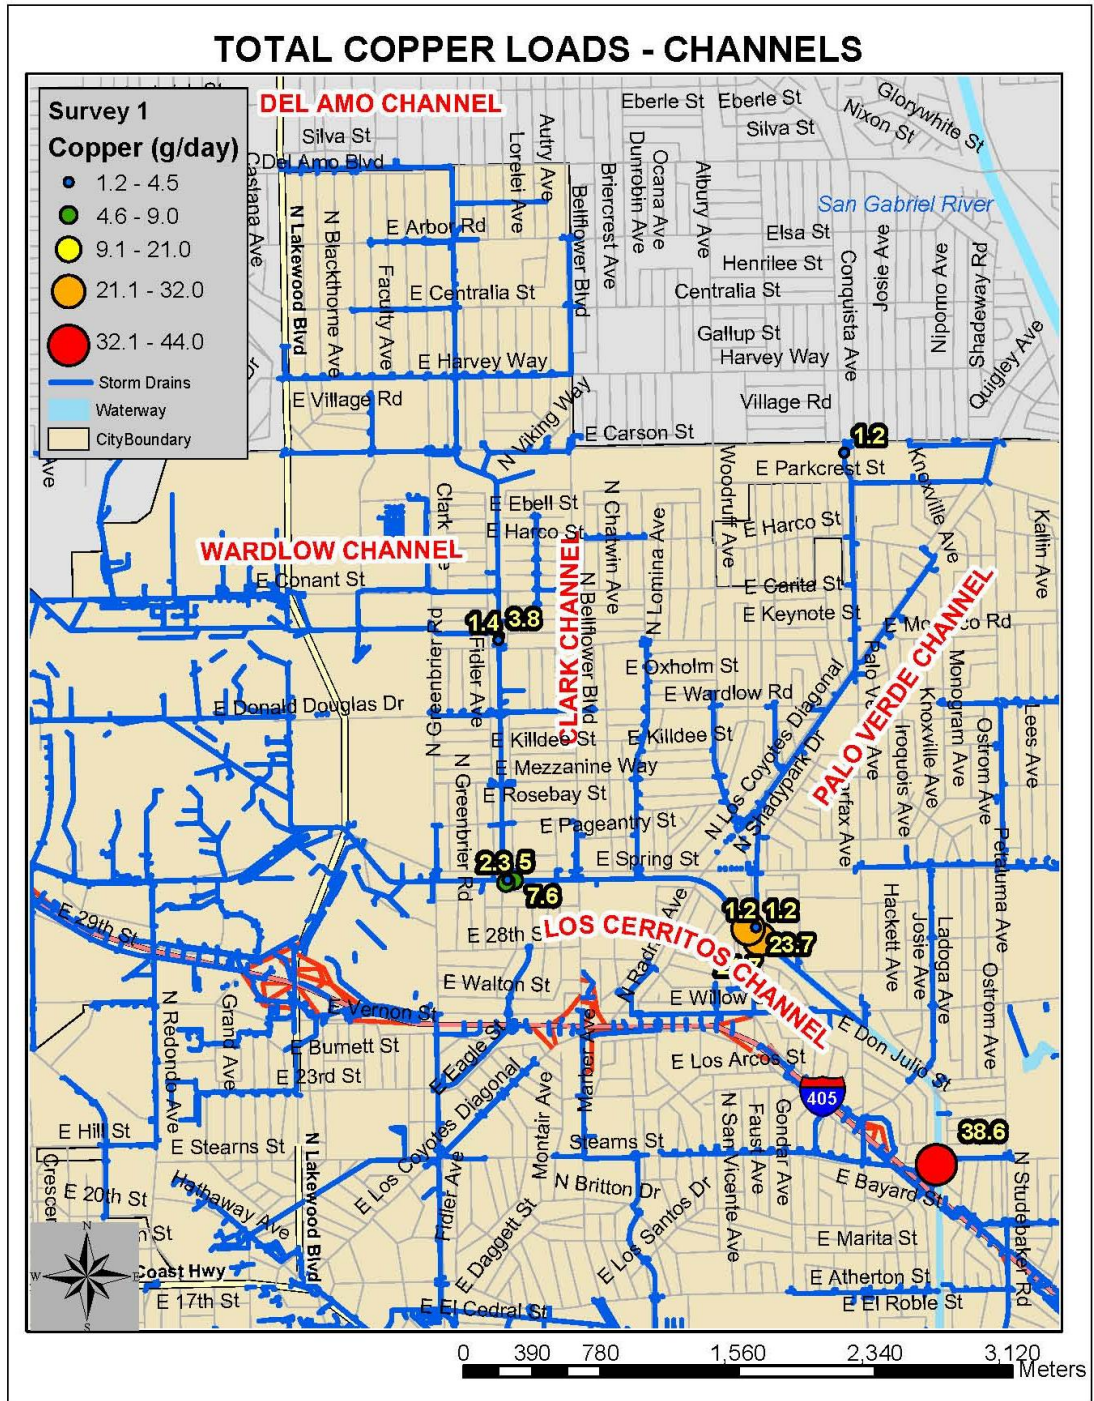 TOTAL COPPER LOADS - CHANNELS
Survey 1
Copper (g/day)
1.2 - 4.5
4.6 - 9.0
9.1 - 21.0
21.1 - 32.0
32.1 - 44.0
Storm Drains
Waterway
CityBoundary
DEL AMO CHANNEL
Silva St
Del Amo Blvd
Lorelei Ave
Autry Ave
Eberle St
Eberle St
Silva St
Nixon St
Glorywhite St
Dunrobin Ave
Ocana Ave
Albury Ave
Briercrest Ave
Bellflower Blvd
San Gabriel River
N Lakewood Blvd
N Blackthorne Ave
Faculty Ave
E Arbor Rd
E Centralia St
E Harvey Way
E Village Rd
Elsa St
Henrilee St
Centralia St
Gallup St
Harvey Way
Village Rd
Conquista Ave
Josie Ave
Nipomo Ave
Shadeway Rd
Quigley Ave
N Viking Way
E Carson St
1.2
E Parkcrest St
Knoxville Ave
Woodruff Ave
Kallin Ave
Ave
Clark
E Ebell St
E Harco St
N Chatwin Ave
N Lomina Ave
E Harco St
WARDLOW CHANNEL
E Conant St
CLARK CHANNEL
N Bellflower Blvd
E Carita St
E Keynote St
1.4
3.8
N Greenbrier Rd
Fidler Ave
E Oxholm St
E Wardlow Rd
PALO VERDE CHANNEL
Monogram Ave
Knoxville Ave
Iroquois Ave
Ostrom Ave
Lees Ave
E Donald Douglas Dr
E Killdee St
E Killdee St
E Mezzanine Way
E Rosebay St
N Greenbrier Rd
E Pageantry St
N Los Coyotes Diagonal
N Shadypark Dr
E Spring St
Petaluma Ave
7.6
1.2
1.2
23.7
E 29th St
LOS CERRITOS CHANNEL
E Walton St
E Willow
Hackett Ave
Josie Ave
Ladoga Ave
Ostrom Ave
N Redondo Ave
Grand Ave
E Vernon St
E Burnett St
E 23rd St
E Eagle St
E Los Coyotes Diagonal
Montair Ave
E Los Arcos St
E Don Julio St
405
N San Vicente Ave
Faust Ave
Gondar Ave
38.6
E Hill St
E Stearns St
Stearns St
E 20th St
Hathaway Ave
N Lakewood Blvd
Fidler Ave
E Daggett St
N Britton Dr
E Los Santos Dr
E Bayard St
E Marita St
E Atherton St
E El Roble St
N Studebaker Rd
Coast Hwy
E 17th St
E El Cedral St
N
W
E
S
0 390 780 1,560 2,340 3,120
Meters